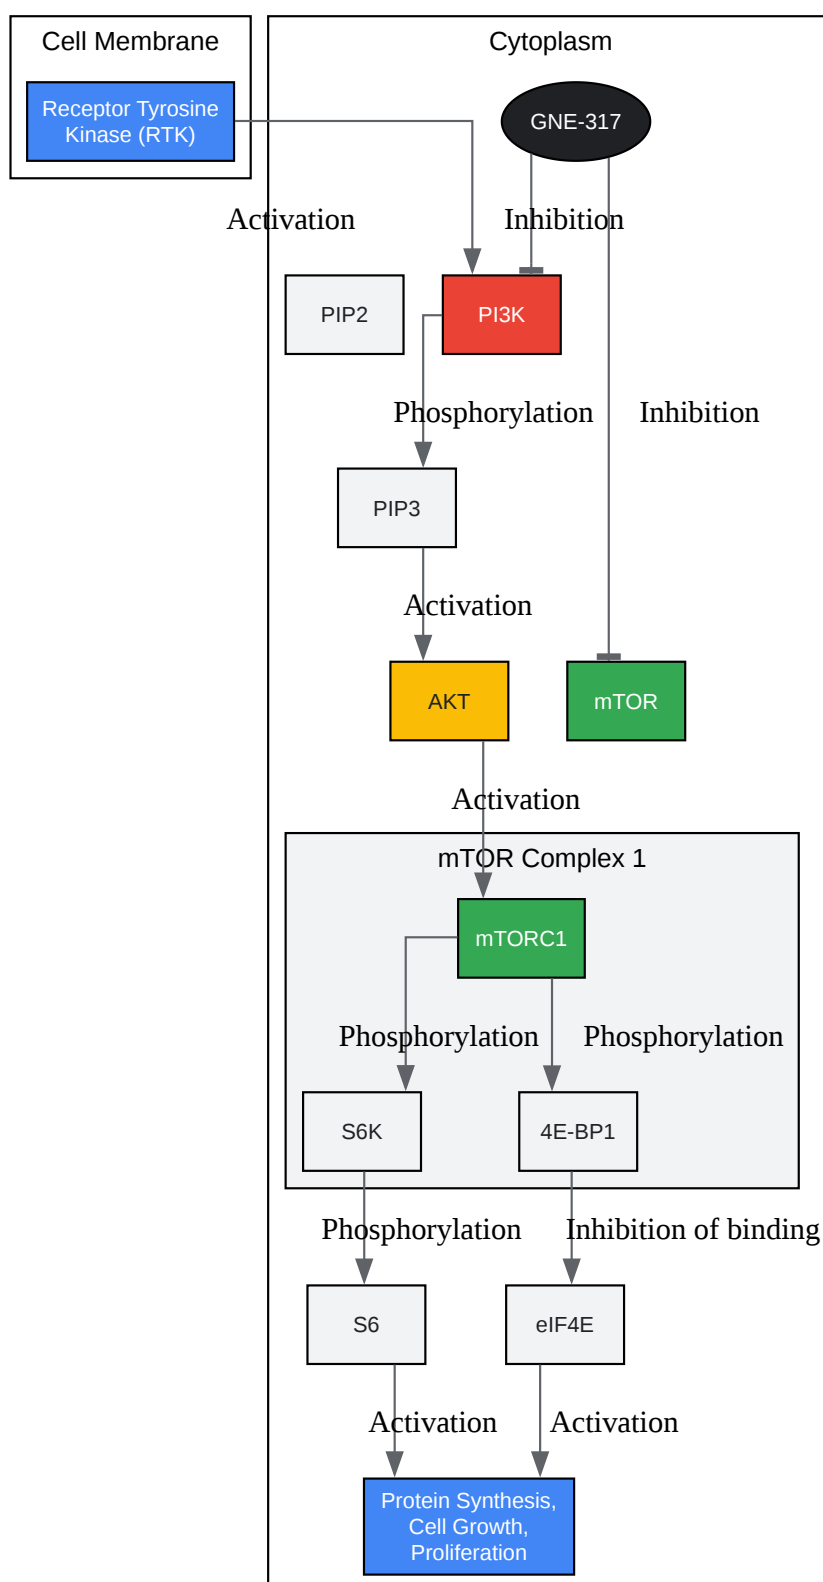 Cell Membrane
Cytoplasm
Receptor Tyrosine
Kinase (RTK)
GNE-317
Activation
Inhibition
PIP2
PI3K
Phosphorylation
Inhibition
PIP3
Activation
AKT
mTOR
Activation
mTOR Complex 1
mTORC1
Phosphorylation
Phosphorylation
S6K
4E-BP1
Phosphorylation
Inhibition of binding
S6
eIF4E
Activation
Activation
Protein Synthesis,
Cell Growth,
Proliferation